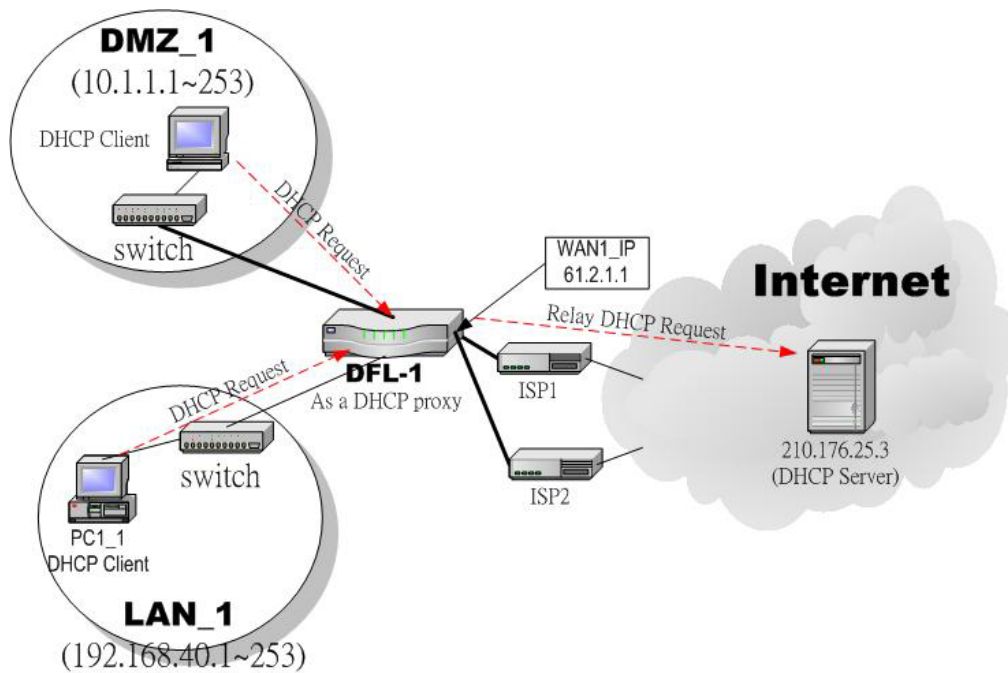 DMZ_1
(10.1.1.1~253)
DHCP Client
switch
DHCP Request
WAN1_IP
61.2.1.1
Internet
Relay DHCP Request
DFL-1
As a DHCP proxy
ISP1
ISP2
210.176.25.3
(DHCP Server)
DHCP Request
switch
PC1_1
DHCP Client
LAN_1
(192.168.40.1~253)